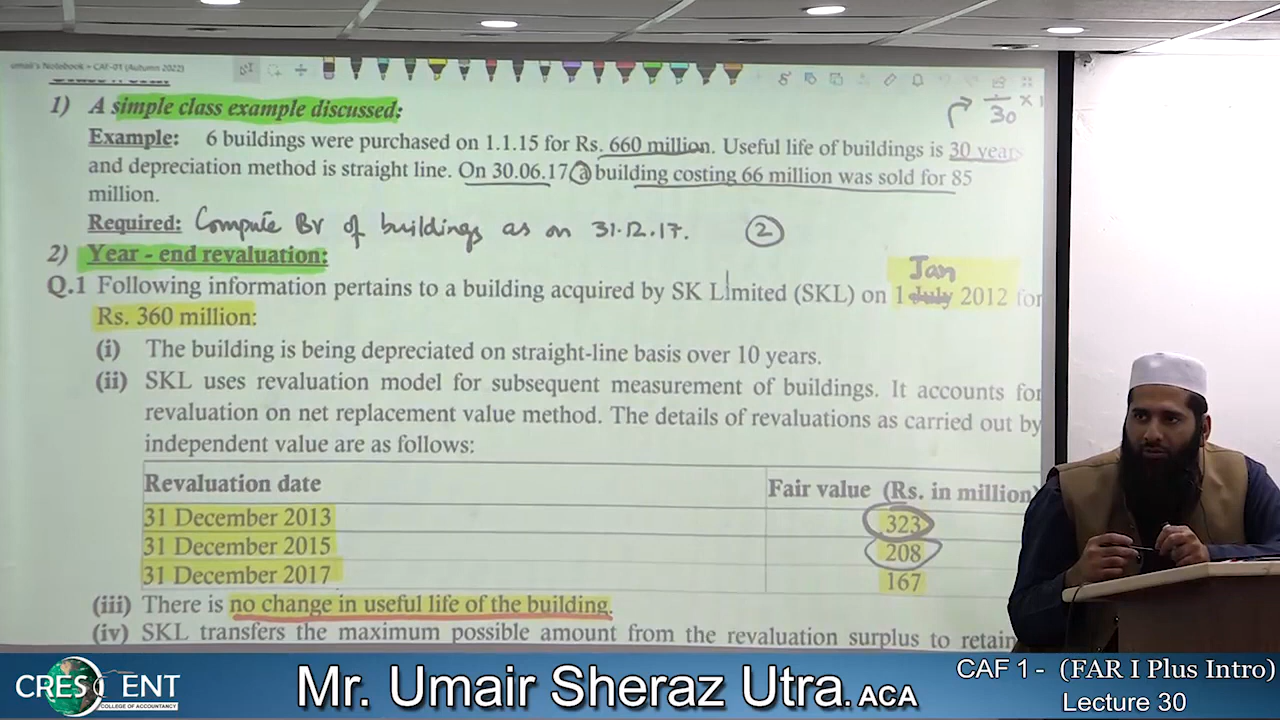 umair's Notebook > CAF-01 (Autumn 2022)
1) A simple class example discussed:
30
Example: 6 buildings were purchased on 1.1.15 for Rs. 660 million. Useful life of buildings is 30 years
and depreciation method is straight line. On 30.06.17 a building costing 66 million was sold for 85
million.
Required: Compute BV of buildings as on 31.12.17. 2
2) Year - end revaluation:
Jan
Q.1 Following information pertains to a building acquired by SK Limited (SKL) on 1 July 2012 for
Rs. 360 million:
(i) The building is being depreciated on straight-line basis over 10 years.
(ii) SKL uses revaluation model for subsequent measurement of buildings. It accounts for
revaluation on net replacement value method. The details of revaluations as carried out by
independent value are as follows:
Revaluation date Fair value (Rs. in million)
31 December 2013 323
31 December 2015 208
31 December 2017 167
(iii) There is no change in useful life of the building.
(iv) SKL transfers the maximum possible amount from the revaluation surplus to retain
CRESCENT
COLLEGE OF ACCOUNTANCY
Mr. Umair Sheraz Utra. ACA
CAF 1 - (FAR I Plus Intro)
Lecture 30